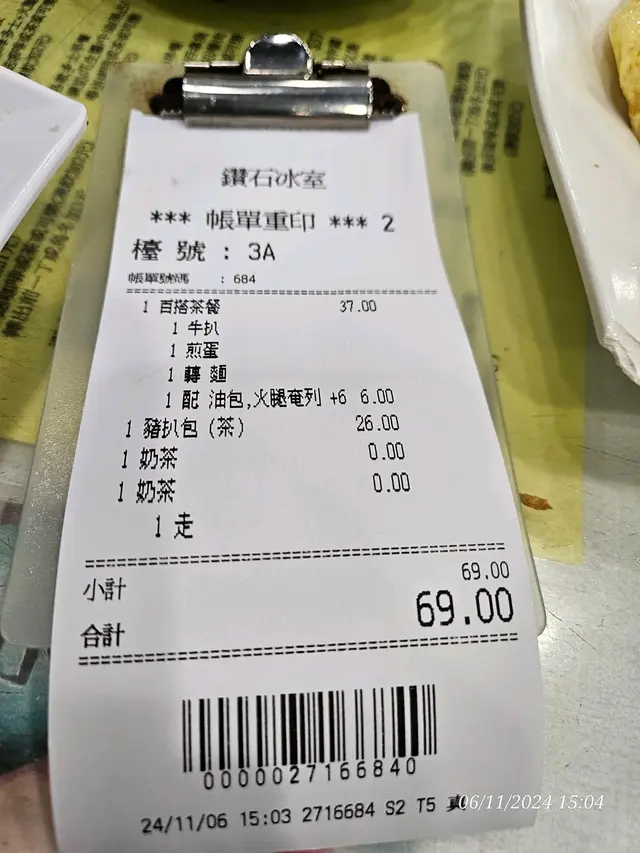 鑽石冰室
*** 帳單重印 *** 2
檯 號 : 3A
帳單號碼 : 684
1 百搭茶餐 37.00
1 牛扒
1 煎蛋
1 轉 麵
1 配 油包,火腿奄列 +6 6.00
1 豬扒包 (茶) 26.00
1 奶茶 0.00
1 奶茶 0.00
1 走
小計 69.00
合計 69.00
0000027166840
24/11/06 15:03 2716684 S2 T5
06/11/2024 15:04